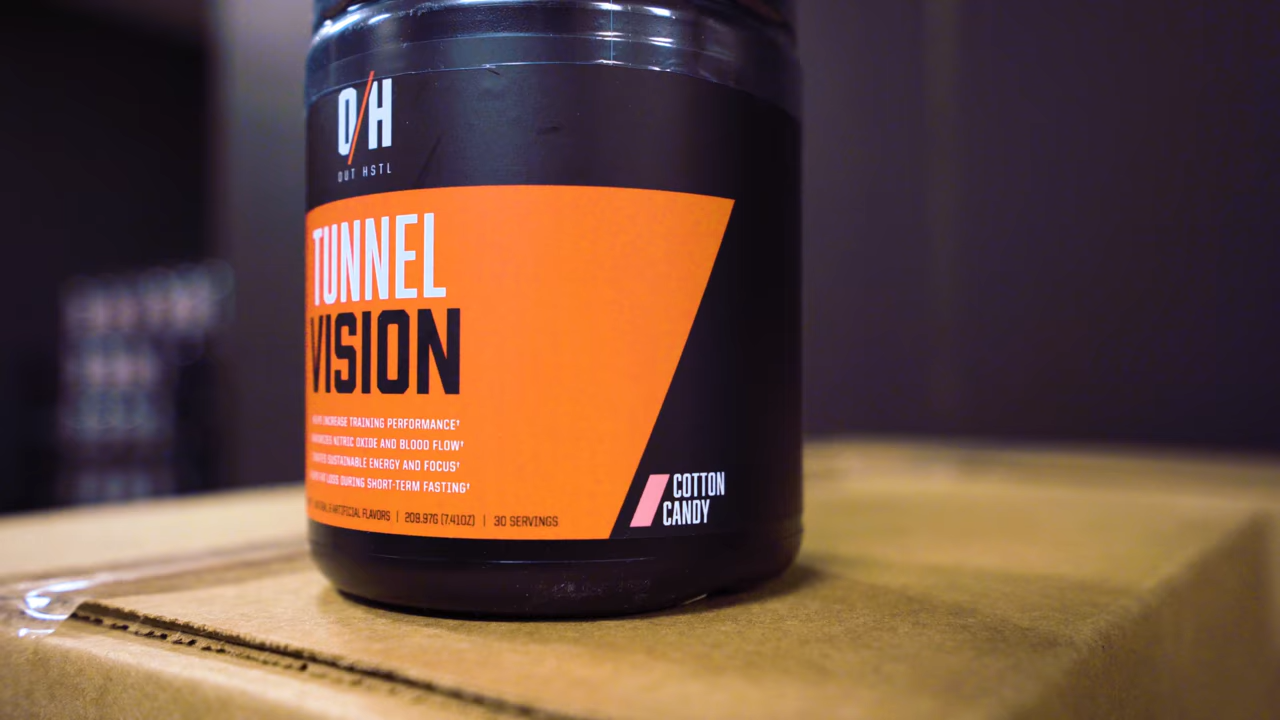 O/H
OUT HSTL
TUNNEL
VISION
INCREASE TRAINING PERFORMANCE†
NITRIC OXIDE AND BLOOD FLOW†
SUSTAINABLE ENERGY AND FOCUS†
LOSS DURING SHORT-TERM FASTING†
ARTIFICIAL FLAVORS | 209.97G (7.41OZ) | 30 SERVINGS
COTTON
CANDY